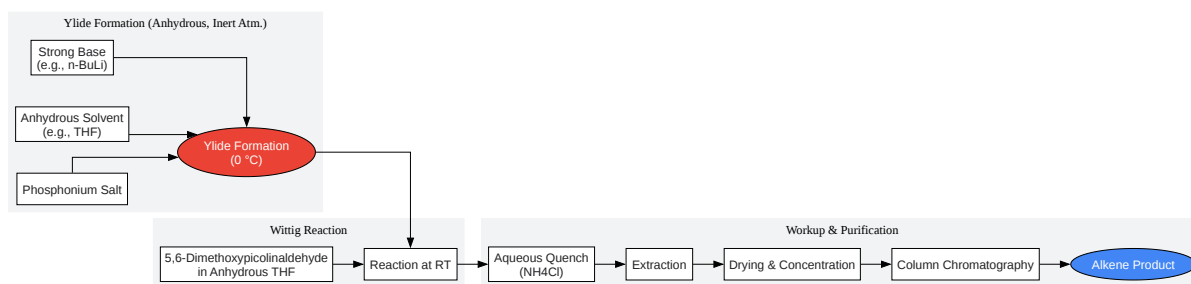 Ylide Formation (Anhydrous, Inert Atm.)
Strong Base
(e.g., n-BuLi)
Anhydrous Solvent
(e.g., THF)
Ylide Formation
(0 °C)
Phosphonium Salt
Wittig Reaction
5,6-Dimethoxypicolinaldehyde
in Anhydrous THF
Reaction at RT
Workup & Purification
Aqueous Quench
(NH4Cl)
Extraction
Drying & Concentration
Column Chromatography
Alkene Product